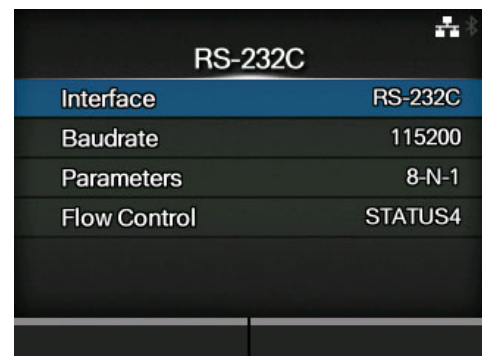 RS-232C
Interface RS-232C
Baudrate 115200
Parameters 8-N-1
Flow Control STATUS4